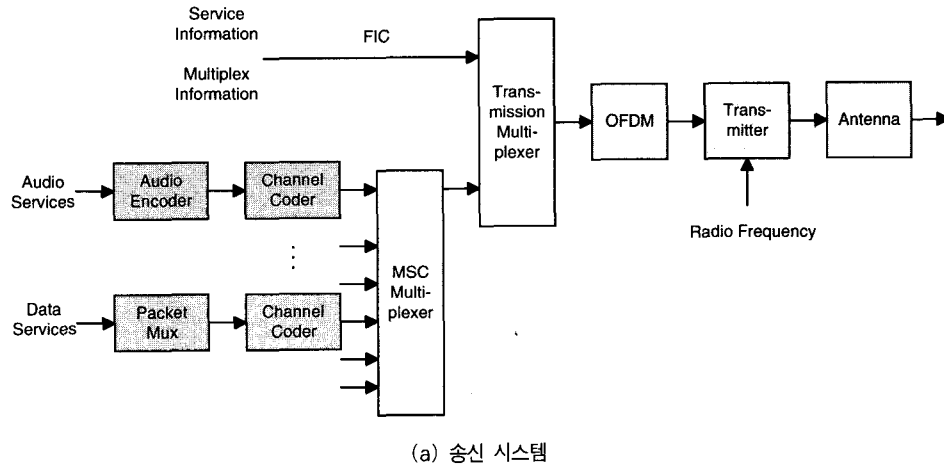 Service
Information
FIC
Multiplex
Information
Trans-
mission
Multi-
plexer
OFDM
Trans-
mitter
Antenna
Radio Frequency
Audio
Services
Audio
Encoder
Channel
Coder
MSC
Multi-
plexer
Data
Services
Packet
Mux
Channel
Coder
(a) 송신 시스템